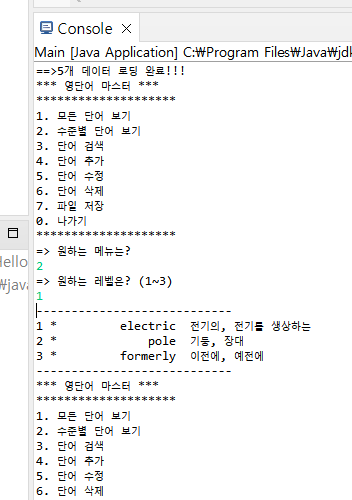 Console
Main [Java Application] C:₩Program Files₩Java₩jdk
==>5개 데이터 로딩 완료!!!
*** 영단어 마스터 ***
********************
1. 모든 단어 보기
2. 수준별 단어 보기
3. 단어 검색
4. 단어 추가
5. 단어 수정
6. 단어 삭제
7. 파일 저장
0. 나가기
********************
=> 원하는 메뉴는?
2
=> 원하는 레벨은? (1~3)
1
----------------------------
1 *         electric  전기의, 전기를 생상하는
2 *             pole  기둥, 장대
3 *         formerly  이전에, 예전에
----------------------------
*** 영단어 마스터 ***
********************
1. 모든 단어 보기
2. 수준별 단어 보기
3. 단어 검색
4. 단어 추가
5. 단어 수정
6. 단어 삭제
Hello
₩java